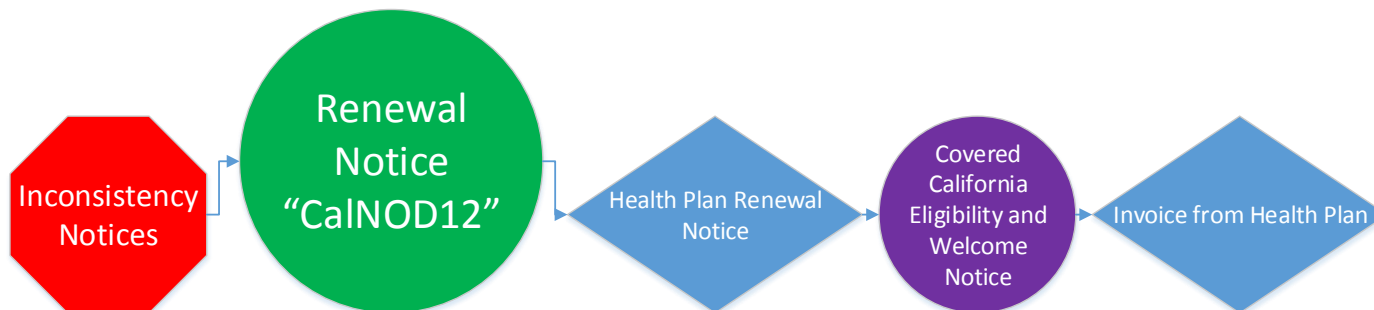 Inconsistency
Notices
Renewal
Notice
“CalNOD12”
Health Plan Renewal
Notice
Covered
California
Eligibility and
Welcome
Notice
Invoice from Health Plan